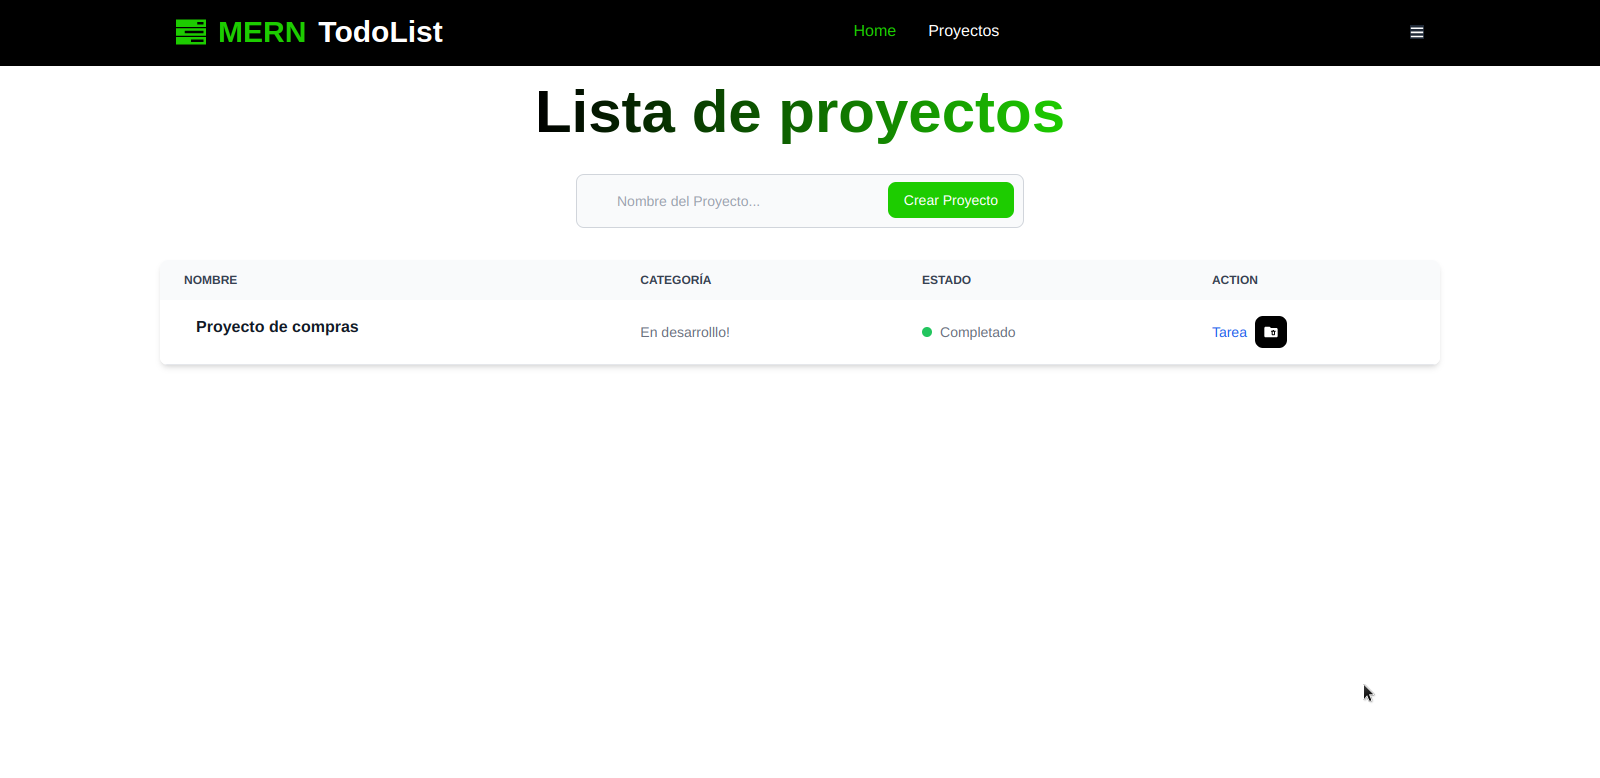 MERN TodoList
Home Proyectos
Lista de proyectos
Nombre del Proyecto... Crear Proyecto
NOMBRE CATEGORÍA ESTADO ACTION
Proyecto de compras En desarrolllo! Completado Tarea